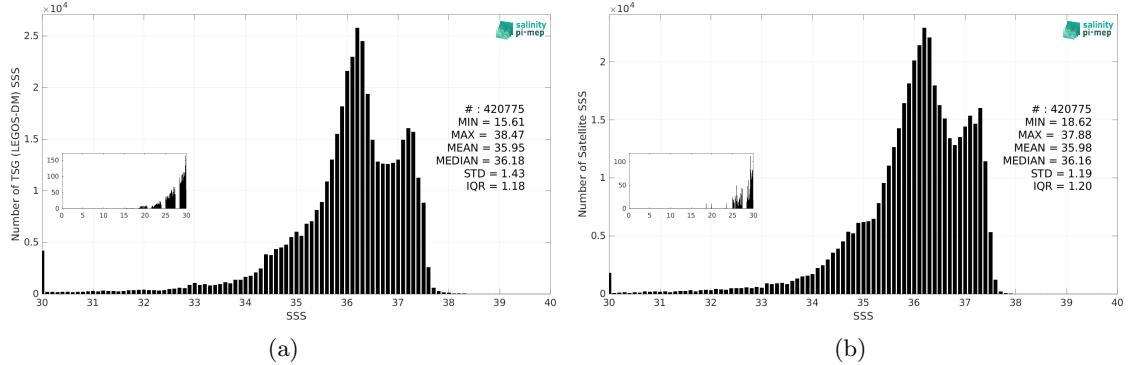 ×10⁴
salinity
pi-mep
Number of TSG (LEGOS-DM) SSS
2.5
2
1.5
1
0.5
0
# : 420775
MIN = 15.61
MAX = 38.47
MEAN = 35.95
MEDIAN = 36.18
STD = 1.43
IQR = 1.18
150
100
50
0
0 5 10 15 20 25 30
30 31 32 33 34 35 36 37 38 39 40
SSS
(a)
×10⁴
salinity
pi-mep
Number of Satellite SSS
2
1.5
1
0.5
0
# : 420775
MIN = 18.62
MAX = 37.88
MEAN = 35.98
MEDIAN = 36.16
STD = 1.19
IQR = 1.20
100
50
0
0 5 10 15 20 25 30
30 31 32 33 34 35 36 37 38 39 40
SSS
(b)